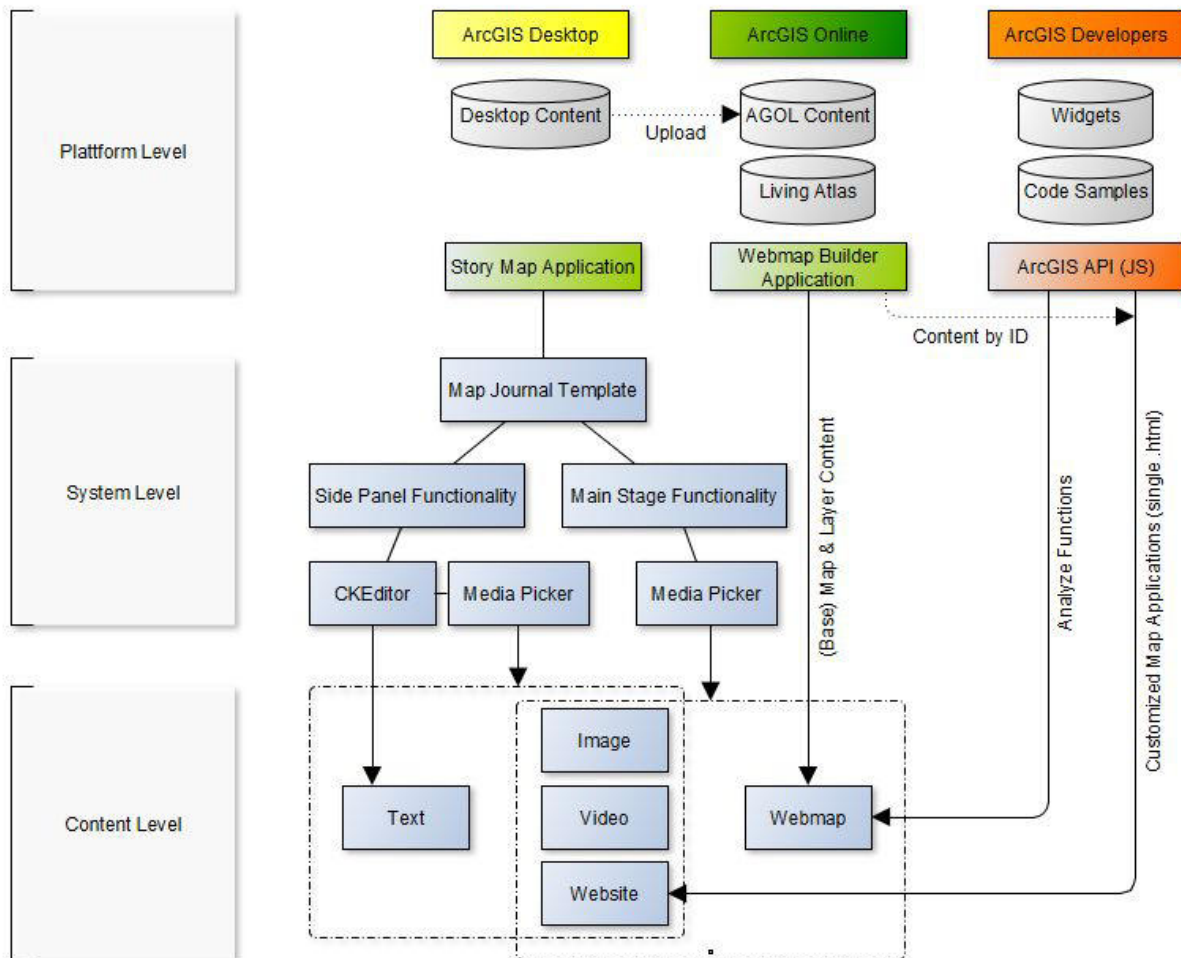 ArcGIS Desktop
ArcGIS Online
ArcGIS Developers
Desktop Content
Upload
AGOL Content
Widgets
Plattform Level
Living Atlas
Code Samples
Story Map Application
Webmap Builder
Application
ArcGIS API (JS)
Content by ID
Map Journal Template
System Level
Side Panel Functionality
Main Stage Functionality
CKEditor
Media Picker
Media Picker
(Base) Map & Layer Content
Analyze Functions
Customized Map Applications (single .html)
Image
Content Level
Text
Video
Webmap
Website